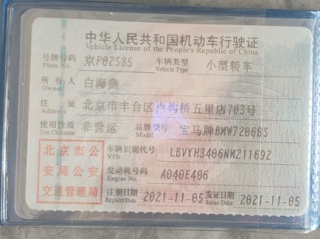 中华人民共和国机动车行驶证
Vehicle License of the People's Republic of China
号牌号码 京P02S85 车辆类型 小型轿车
Plate No. Vehicle Type
所有人 白海鱼
Owner
住址 北京市丰台区卢沟桥五里店703号
Address
使用性质 非营运 品牌型号 宝马牌BMW7206BS
Use Character
北京市公安局公安交通管理局
车辆识别代号 LBVYH3406NM21169Z
VIN
发动机号码 A040E406
Engine No.
注册日期 2021-11-05 发证日期 2021-11-05
Register Date Issue Date